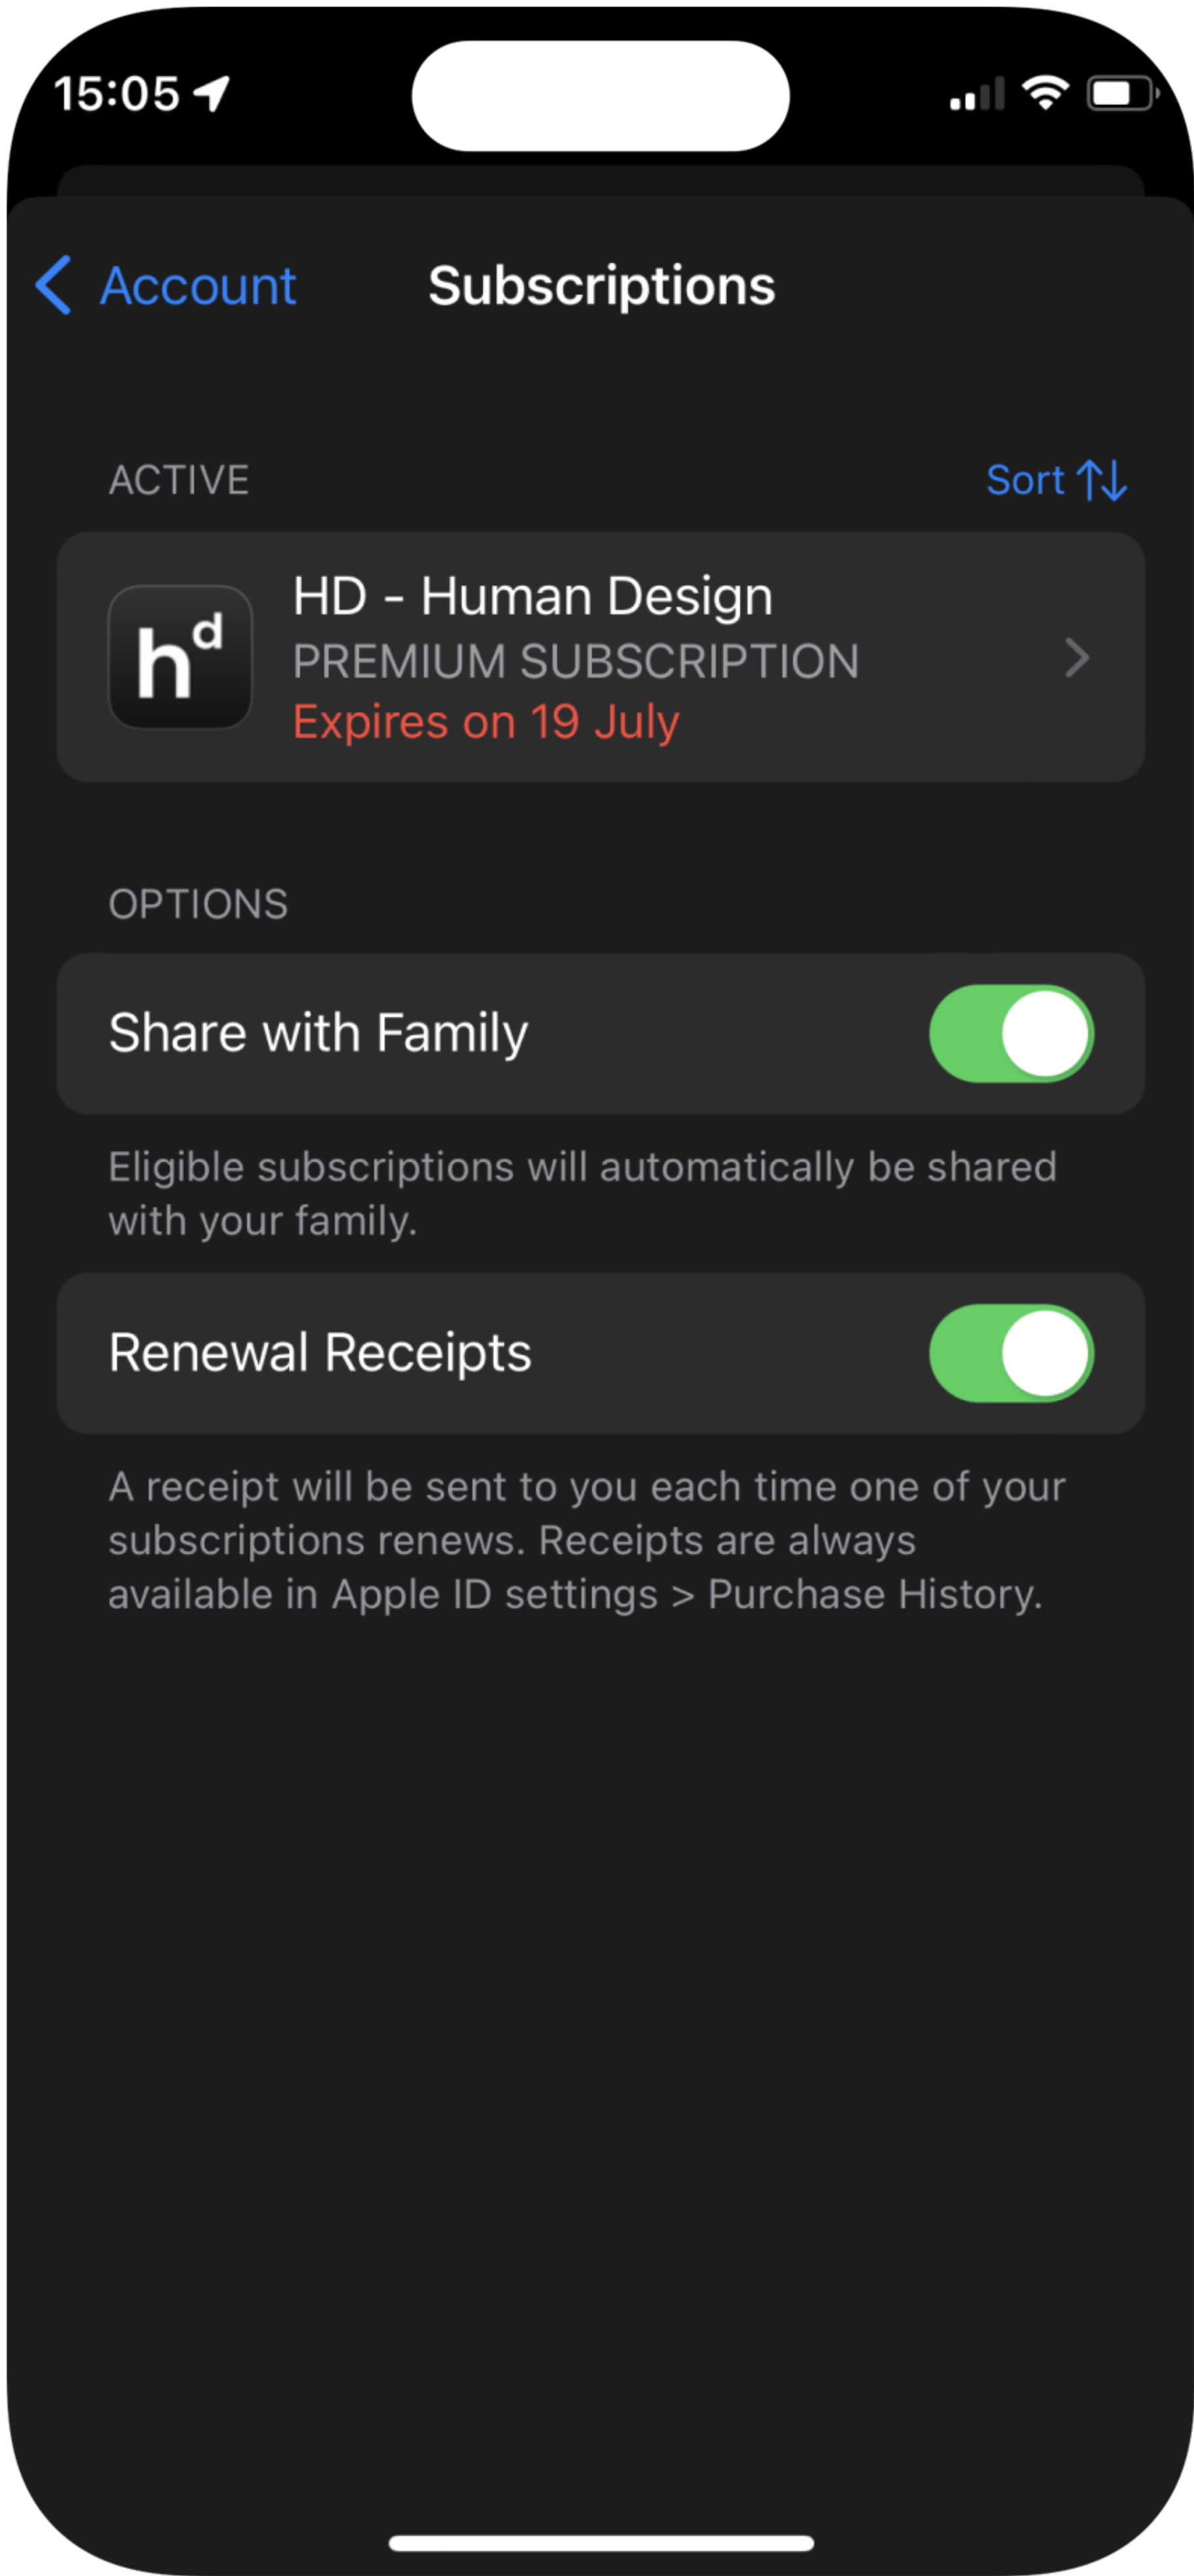 15:05
Account
Subscriptions
ACTIVE
Sort
hd
HD - Human Design
PREMIUM SUBSCRIPTION
Expires on 19 July
OPTIONS
Share with Family
Eligible subscriptions will automatically be shared
with your family.
Renewal Receipts
A receipt will be sent to you each time one of your
subscriptions renews. Receipts are always
available in Apple ID settings > Purchase History.